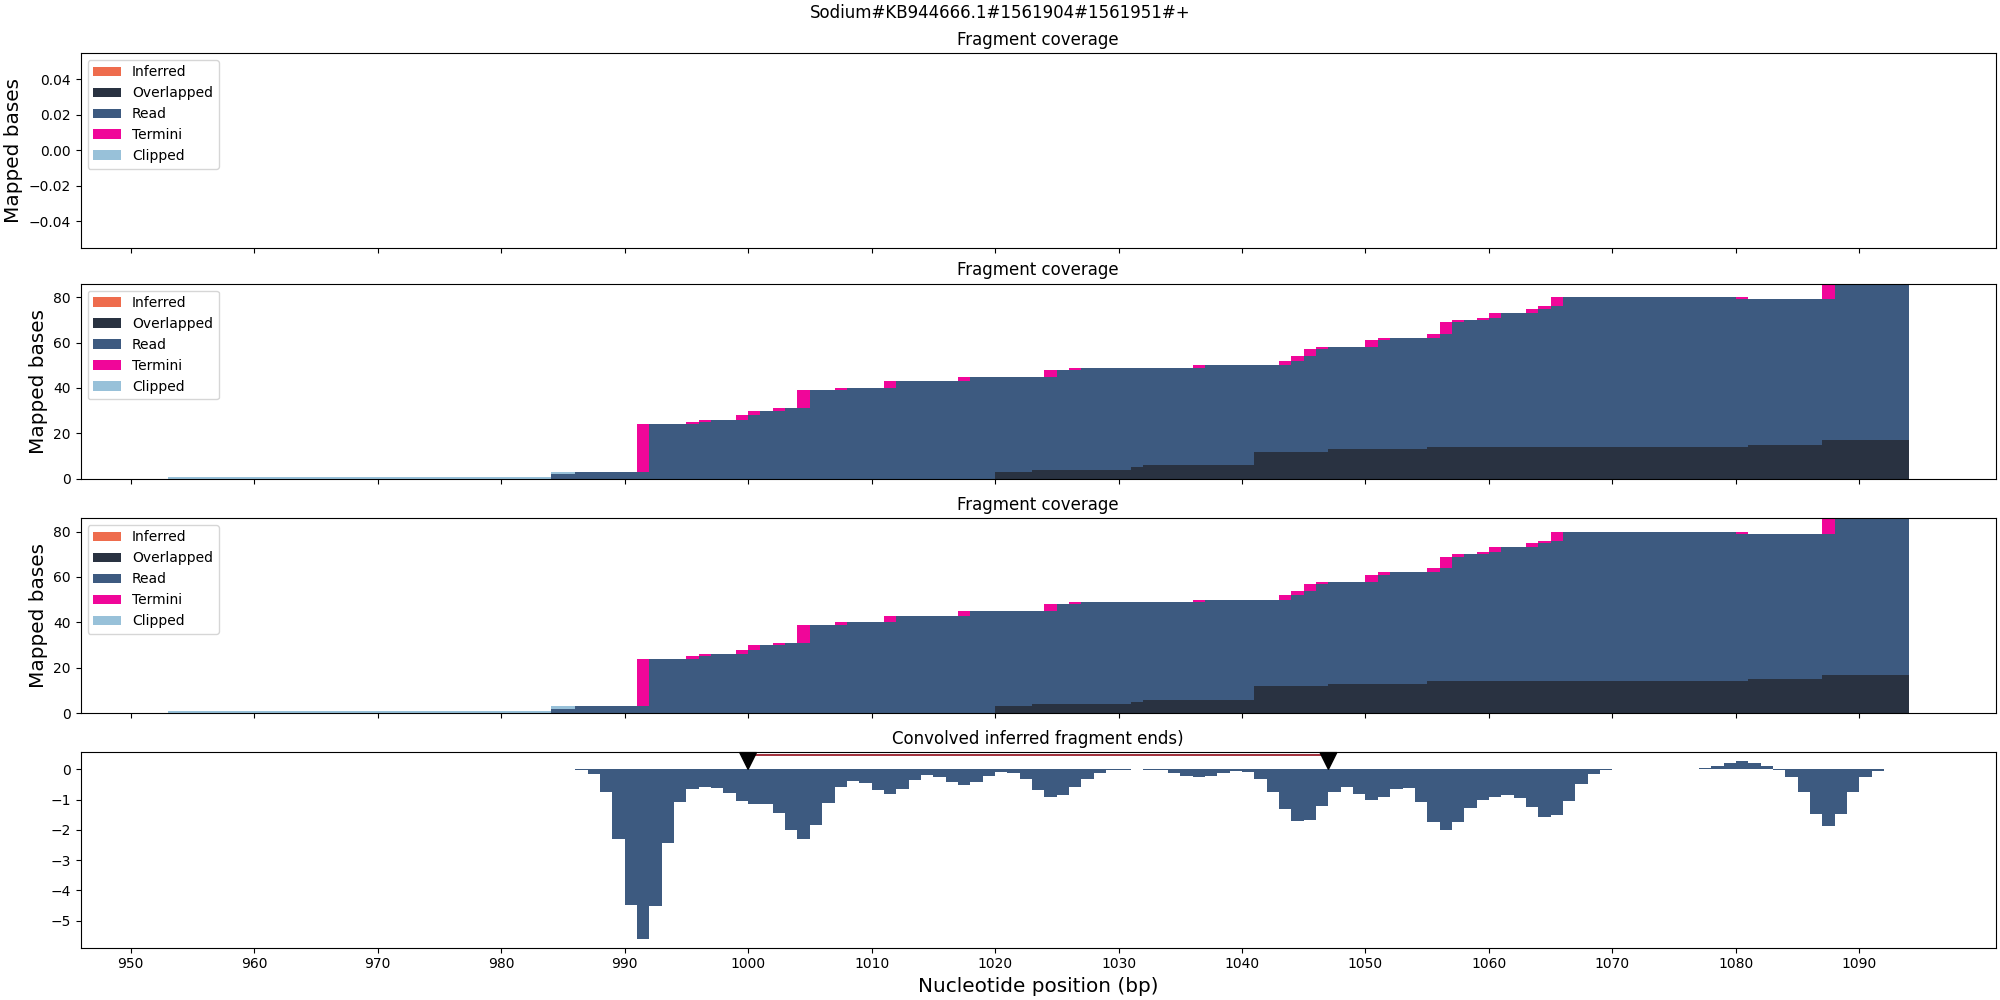 Sodium#KB944666.1#1561904#1561951#+
Fragment coverage
Mapped bases
0.04
0.02
0.00
−0.02
−0.04
Inferred
Overlapped
Read
Termini
Clipped
Fragment coverage
Mapped bases
80
60
40
20
0
Inferred
Overlapped
Read
Termini
Clipped
Fragment coverage
Mapped bases
80
60
40
20
0
Inferred
Overlapped
Read
Termini
Clipped
Convolved inferred fragment ends)
0
−1
−2
−3
−4
−5
950 960 970 980 990 1000 1010 1020 1030 1040 1050 1060 1070 1080 1090
Nucleotide position (bp)